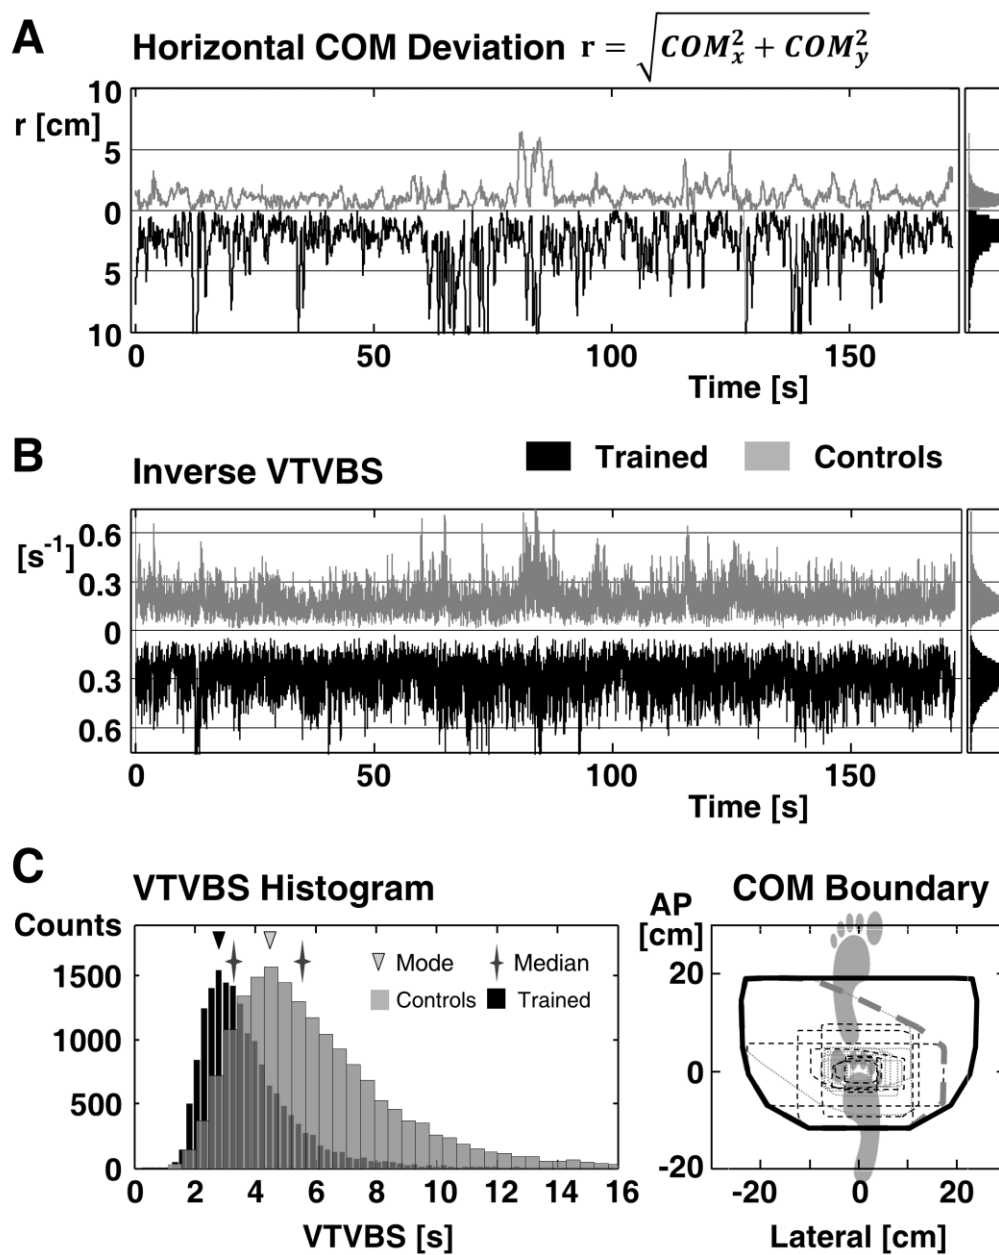 A
Horizontal COM Deviation r = √(COM_x^2 + COM_y^2)
r [cm]
10
5
0
5
10
0 50 100 150
Time [s]
B
Inverse VTVBS
Trained Controls
[s^-1]
0.6
0.3
0
0.3
0.6
0 50 100 150
Time [s]
C
VTVBS Histogram
Counts
1500
1000
500
0
Mode Median
Controls Trained
0 2 4 6 8 10 12 14 16
VTVBS [s]
COM Boundary
AP
[cm]
20
0
-20
-20 0 20
Lateral [cm]